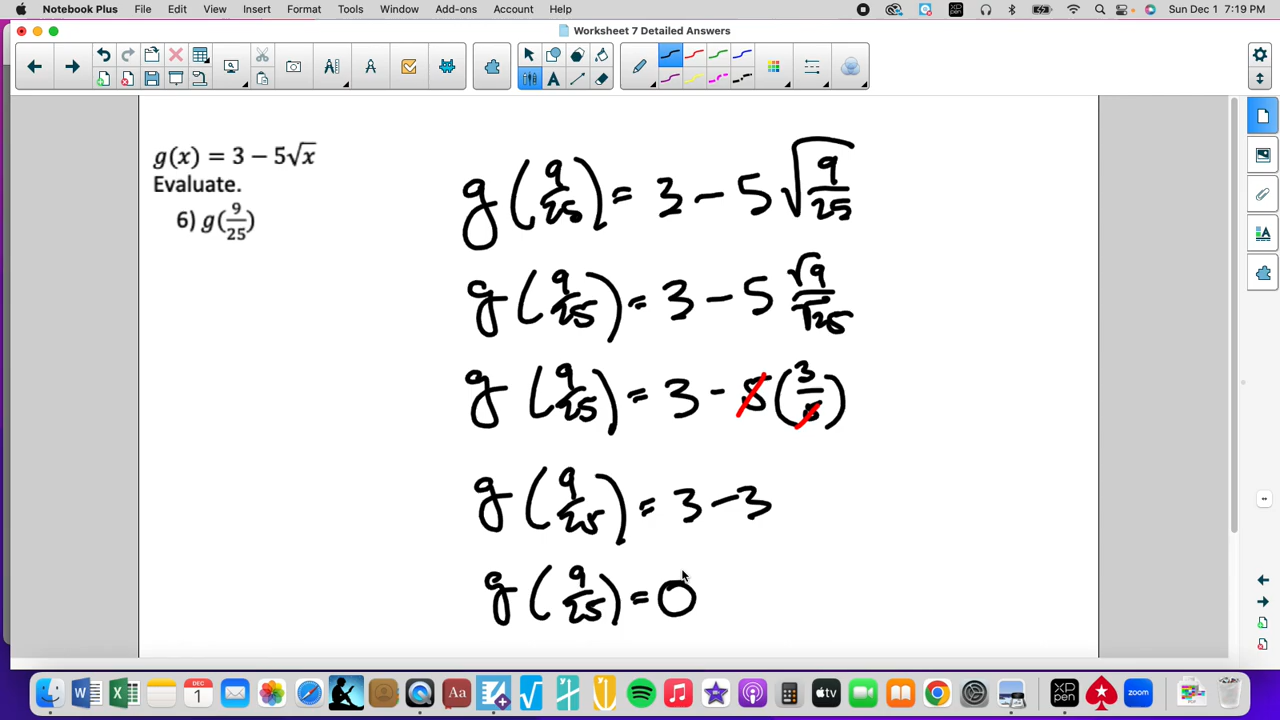 Notebook Plus File Edit View Insert Format Tools Window Add-ons Account Help Sun Dec 1 7:19 PM
Worksheet 7 Detailed Answers
g(x) = 3 − 5√x
Evaluate.
6) g(9/25)
g(9/25) = 3 − 5√(9/25)
g(9/25) = 3 − 5 √9/√25
g(9/25) = 3 − 5(3/5)
g(9/25) = 3 − 3
g(9/25) = 0